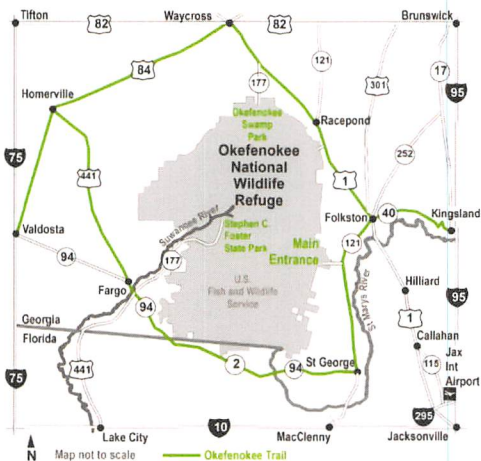 Tifton
82
Waycross
82
Brunswick
84
177
121
301
17
95
Homerville
Okefenokee
Swamp
Park
Racepond
Okefenokee
National
Wildlife
Refuge
252
75
441
1
Suwannee River
Folkston
40
Kingsland
Valdosta
94
177
Stephen C.
Foster
State Park
Main
Entrance
121
St Marys River
Fargo
94
U.S.
Fish and Wildlife
Service
Hilliard
95
1
Georgia
Florida
2
94
St George
Callahan
115
Jax
Int
Airport
75
441
295
10
Lake City
MacClenny
Jacksonville
N
Map not to scale
Okefenokee Trail